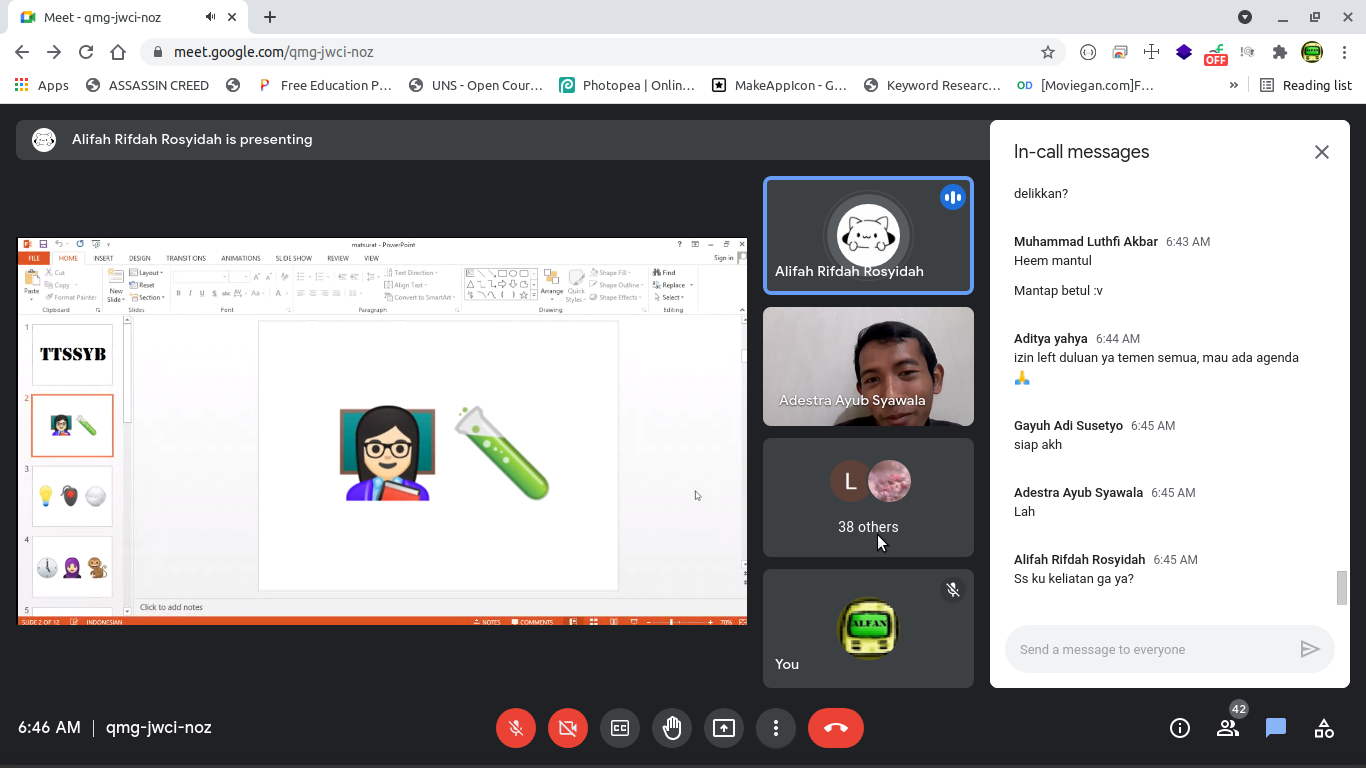 Meet - qmg-jwci-noz
meet.google.com/qmg-jwci-noz
OFF
Apps
ASSASSIN CREED
Free Education P…
UNS - Open Cour…
Photopea | Onlin…
MakeAppIcon - G…
Keyword Researc…
OD [Moviegan.com]F…
»
Reading list
Alifah Rifdah Rosyidah is presenting
matsurat - PowerPoint
FILE HOME INSERT DESIGN TRANSITIONS ANIMATIONS SLIDE SHOW REVIEW VIEW Sign in
Paste
Cut
Copy
Format Painter
Clipboard
New Slide
Layout
Reset
Section
Slides
Font
Text Direction
Align Text
Convert to SmartArt
Paragraph
Arrange
Quick Styles
Shape Fill
Shape Outline
Shape Effects
Drawing
Find
Replace
Select
Editing
1
TTSSYB
2
3
4
5
Click to add notes
SLIDE 2 OF 12 INDONESIAN NOTES COMMENTS 70%
Alifah Rifdah Rosyidah
Adestra Ayub Syawala
L
38 others
ALFAN
You
In-call messages
delikkan?
Muhammad Luthfi Akbar 6:43 AM
Heem mantul
Mantap betul :v
Aditya yahya 6:44 AM
izin left duluan ya temen semua, mau ada agenda
🙏
Gayuh Adi Susetyo 6:45 AM
siap akh
Adestra Ayub Syawala 6:45 AM
Lah
Alifah Rifdah Rosyidah 6:45 AM
Ss ku keliatan ga ya?
Send a message to everyone
6:46 AM | qmg-jwci-noz
42